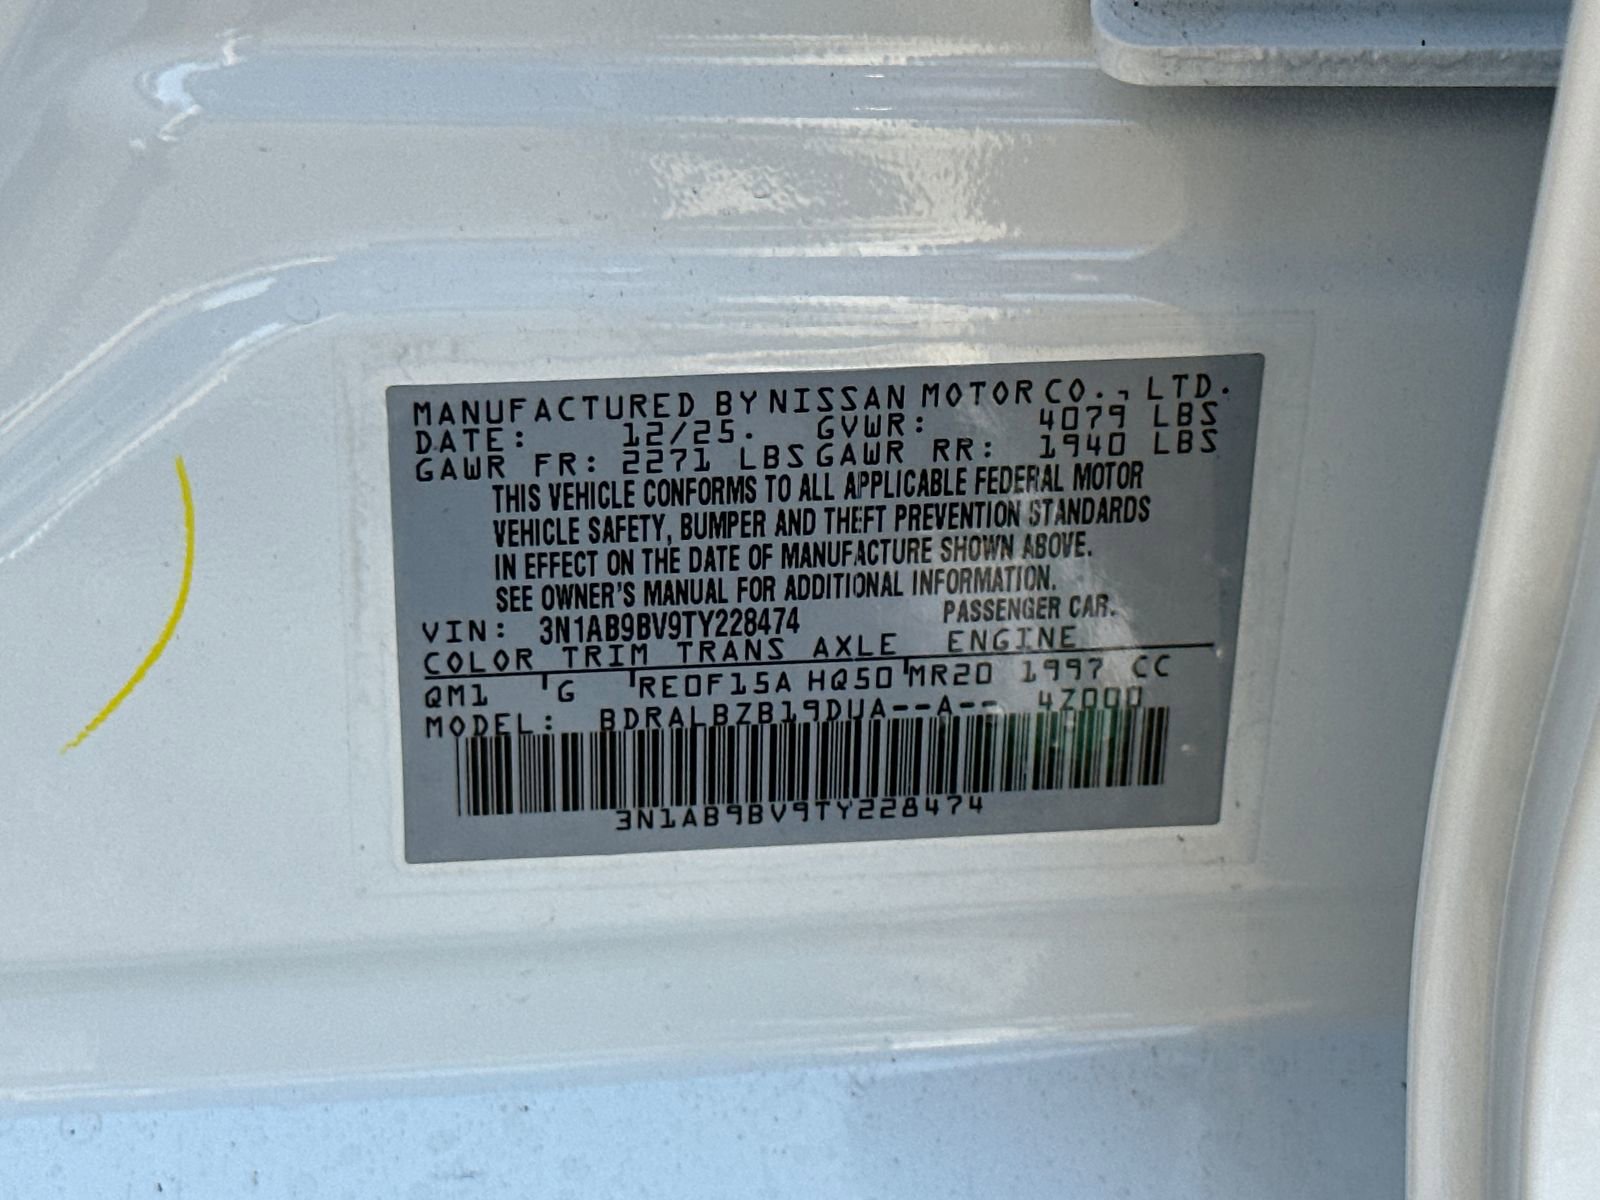 MANUFACTURED BY NISSAN MOTOR CO., LTD.
DATE: 12/25. GVWR: 4079 LBS
GAWR FR: 2271 LBS GAWR RR: 1940 LBS
THIS VEHICLE CONFORMS TO ALL APPLICABLE FEDERAL MOTOR
VEHICLE SAFETY, BUMPER AND THEFT PREVENTION STANDARDS
IN EFFECT ON THE DATE OF MANUFACTURE SHOWN ABOVE.
SEE OWNER'S MANUAL FOR ADDITIONAL INFORMATION.
VIN: 3N1AB9BV9TY228474 PASSENGER CAR.
COLOR TRIM TRANS AXLE ENGINE
QM1 G RE0F15A HQ50 MR20 1997 CC
MODEL: BDRALBZB19DUA--A-- 4Z000
3N1AB9BV9TY228474